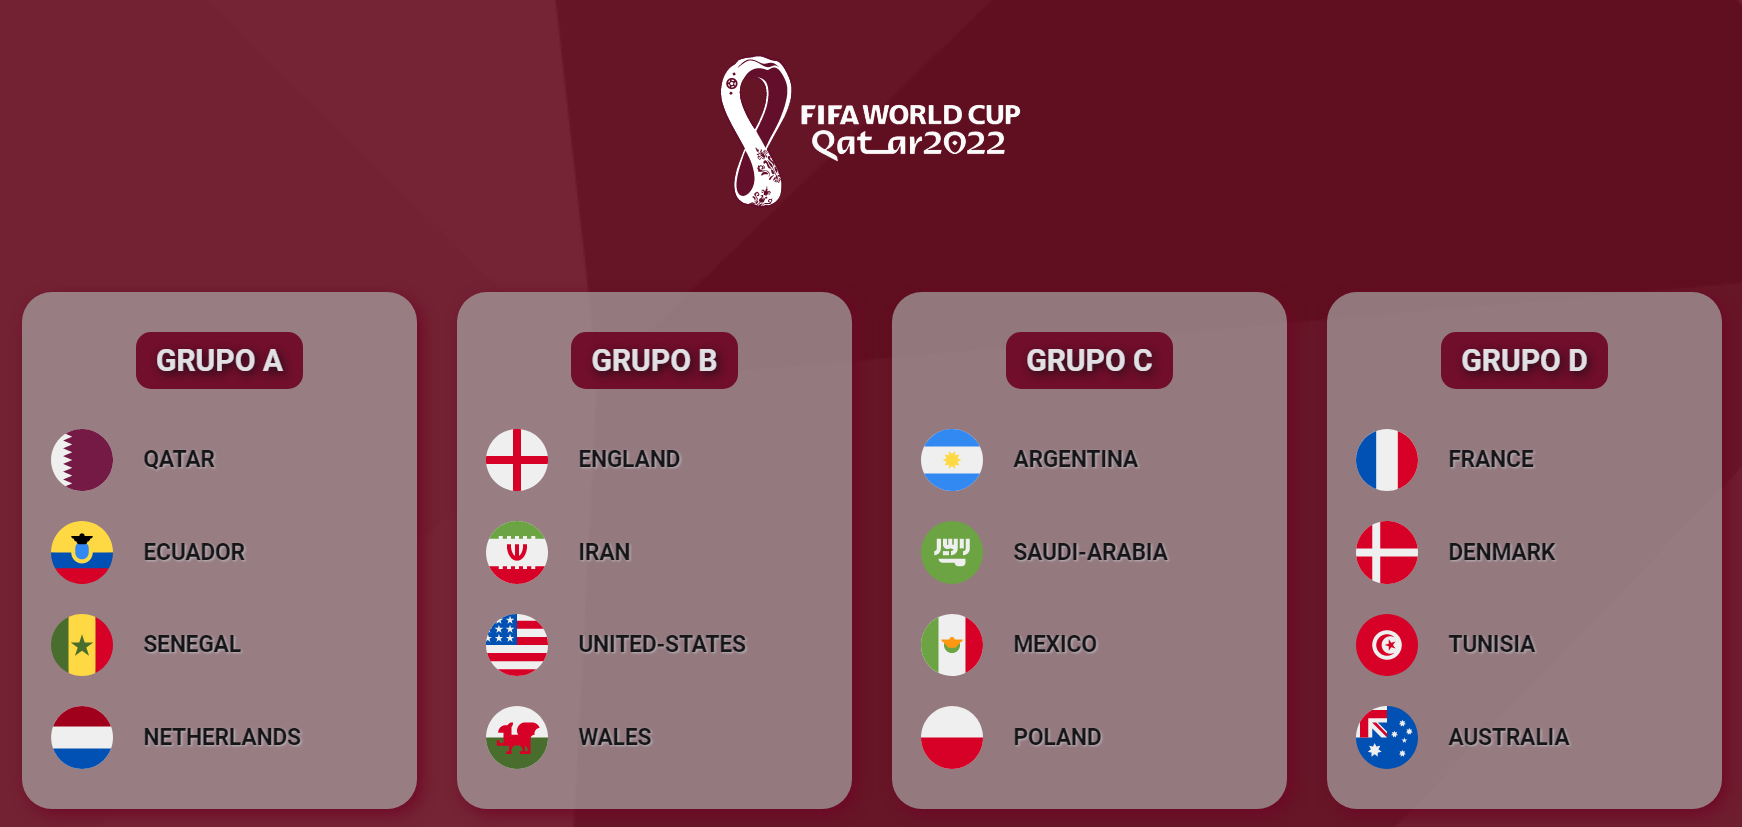 FIFA WORLD CUP
Qatar2022
GRUPO A
QATAR
ECUADOR
SENEGAL
NETHERLANDS
GRUPO B
ENGLAND
IRAN
UNITED-STATES
WALES
GRUPO C
ARGENTINA
SAUDI-ARABIA
MEXICO
POLAND
GRUPO D
FRANCE
DENMARK
TUNISIA
AUSTRALIA